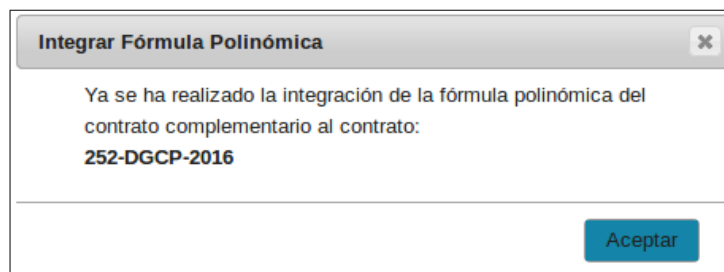 Integrar Fórmula Polinómica
Ya se ha realizado la integración de la fórmula polinómica del
contrato complementario al contrato:
252-DGCP-2016
Aceptar